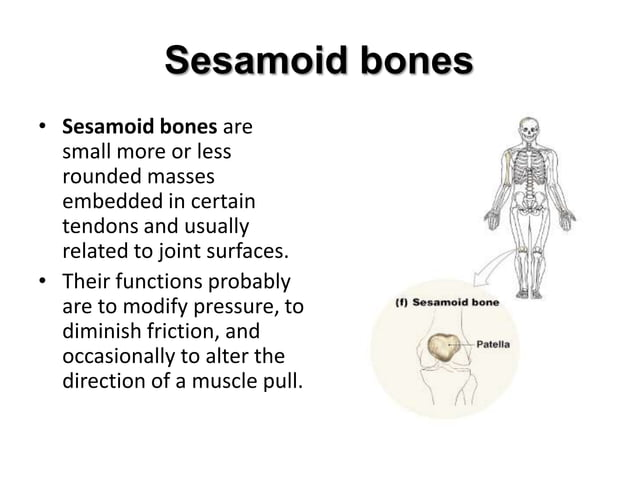 Sesamoid bones
• Sesamoid bones are
small more or less
rounded masses
embedded in certain
tendons and usually
related to joint surfaces.
• Their functions probably
are to modify pressure, to
diminish friction, and
occasionally to alter the
direction of a muscle pull.
(f) Sesamoid bone
Patella